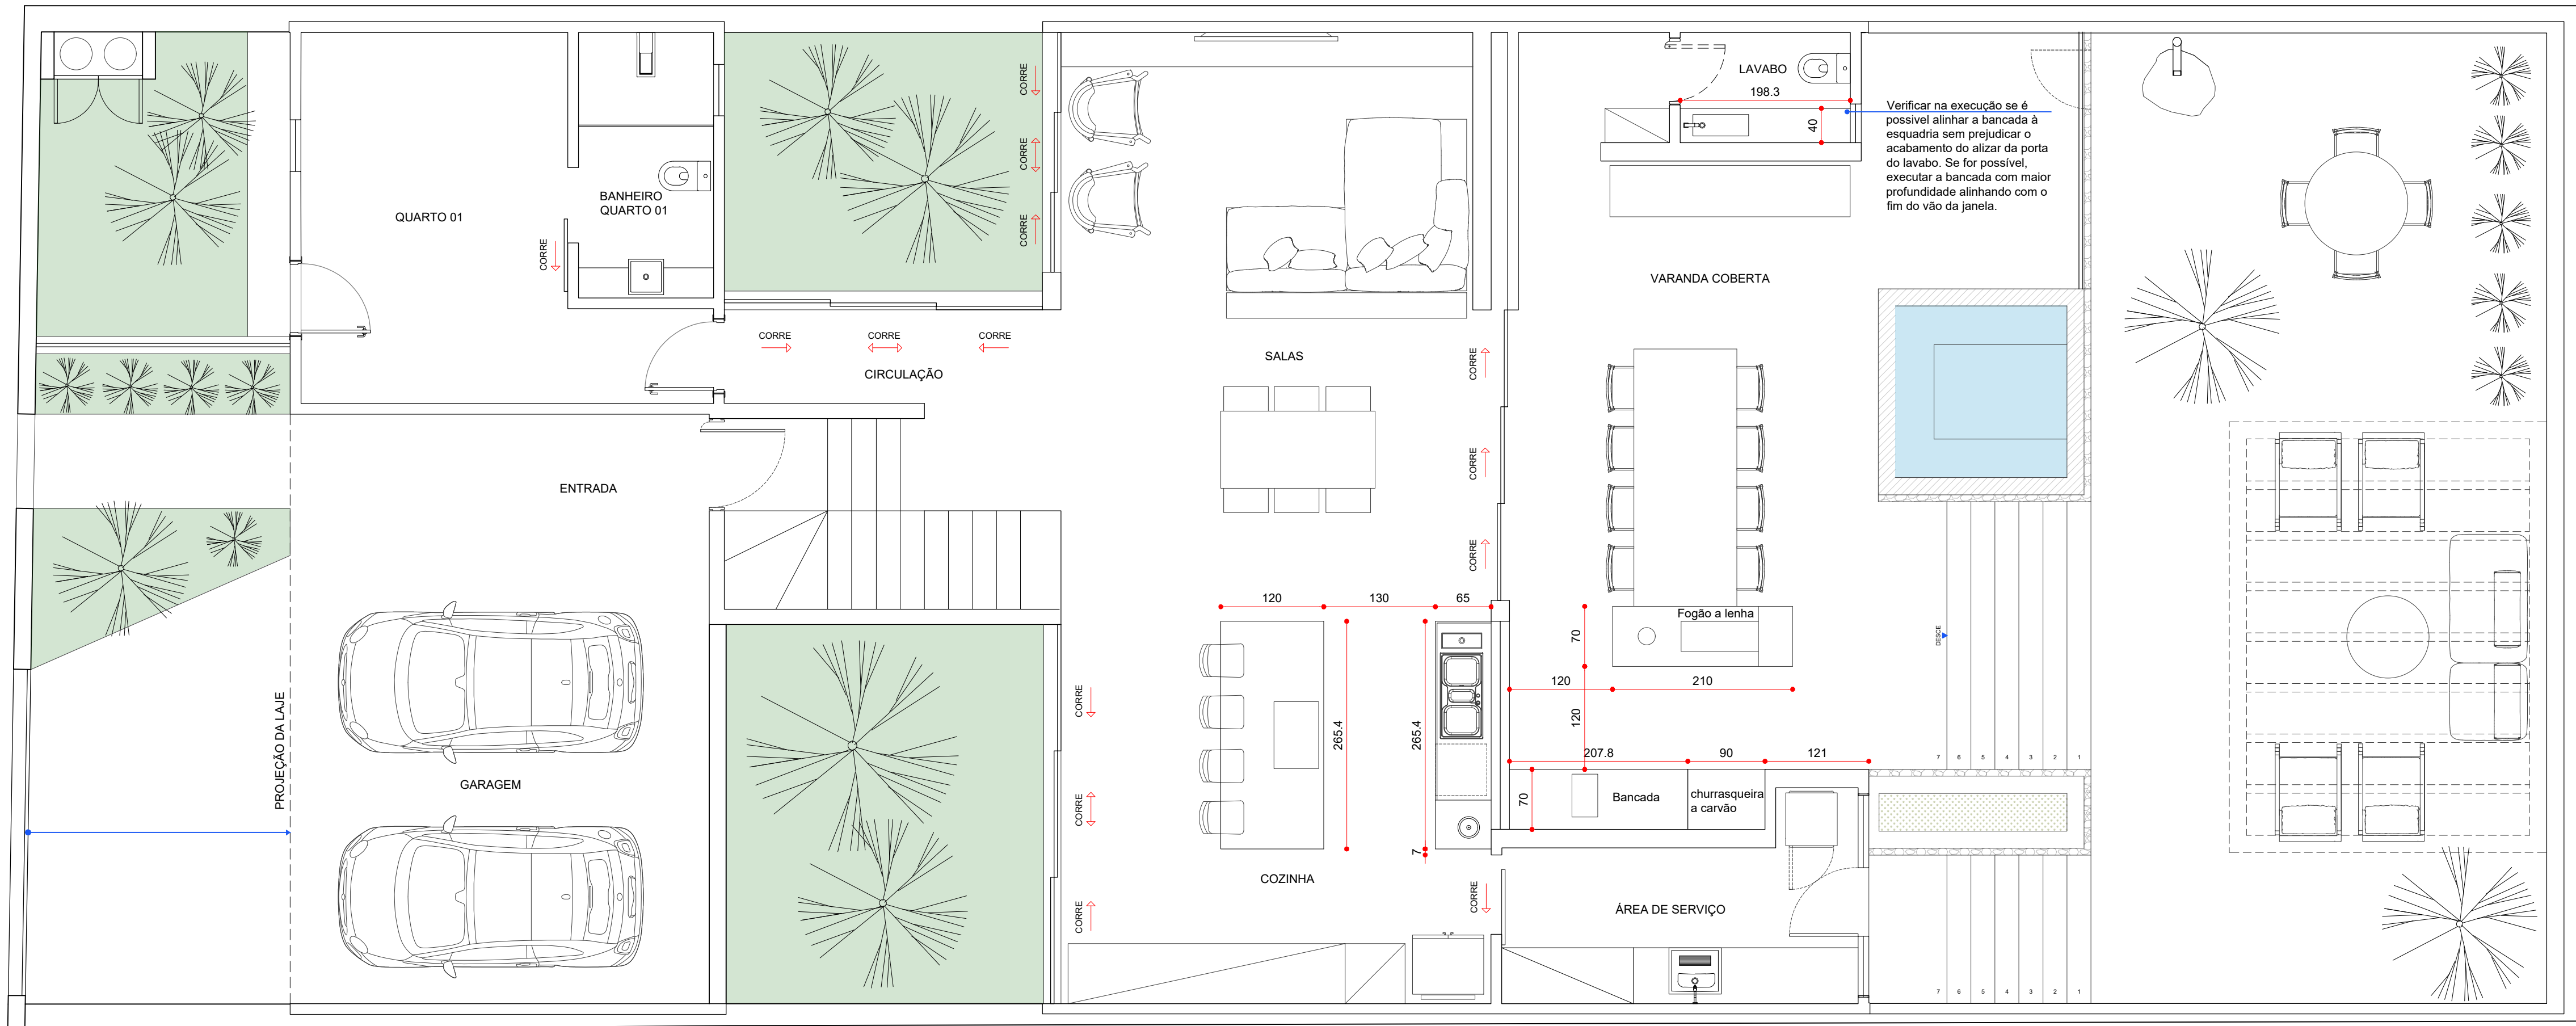 LAVABO
198.3
40
Verificar na execução se é
possivel alinhar a bancada à
esquadria sem prejudicar o
acabamento do alizar da porta
do lavabo. Se for possível,
executar a bancada com maior
profundidade alinhando com o
fim do vão da janela.
QUARTO 01
BANHEIRO
QUARTO 01
CORRE
CORRE
CORRE
CORRE
CORRE
CORRE
CORRE
CIRCULAÇÃO
SALAS
VARANDA COBERTA
CORRE
CORRE
CORRE
ENTRADA
PROJEÇÃO DA LAJE
GARAGEM
120
130
65
265.4
265.4
7
CORRE
CORRE
CORRE
COZINHA
CORRE
Fogão a lenha
70
120
210
120
207.8
90
121
70
Bancada
churrasqueira
a carvão
ÁREA DE SERVIÇO
DESCE
7 6 5 4 3 2 1
7 6 5 4 3 2 1